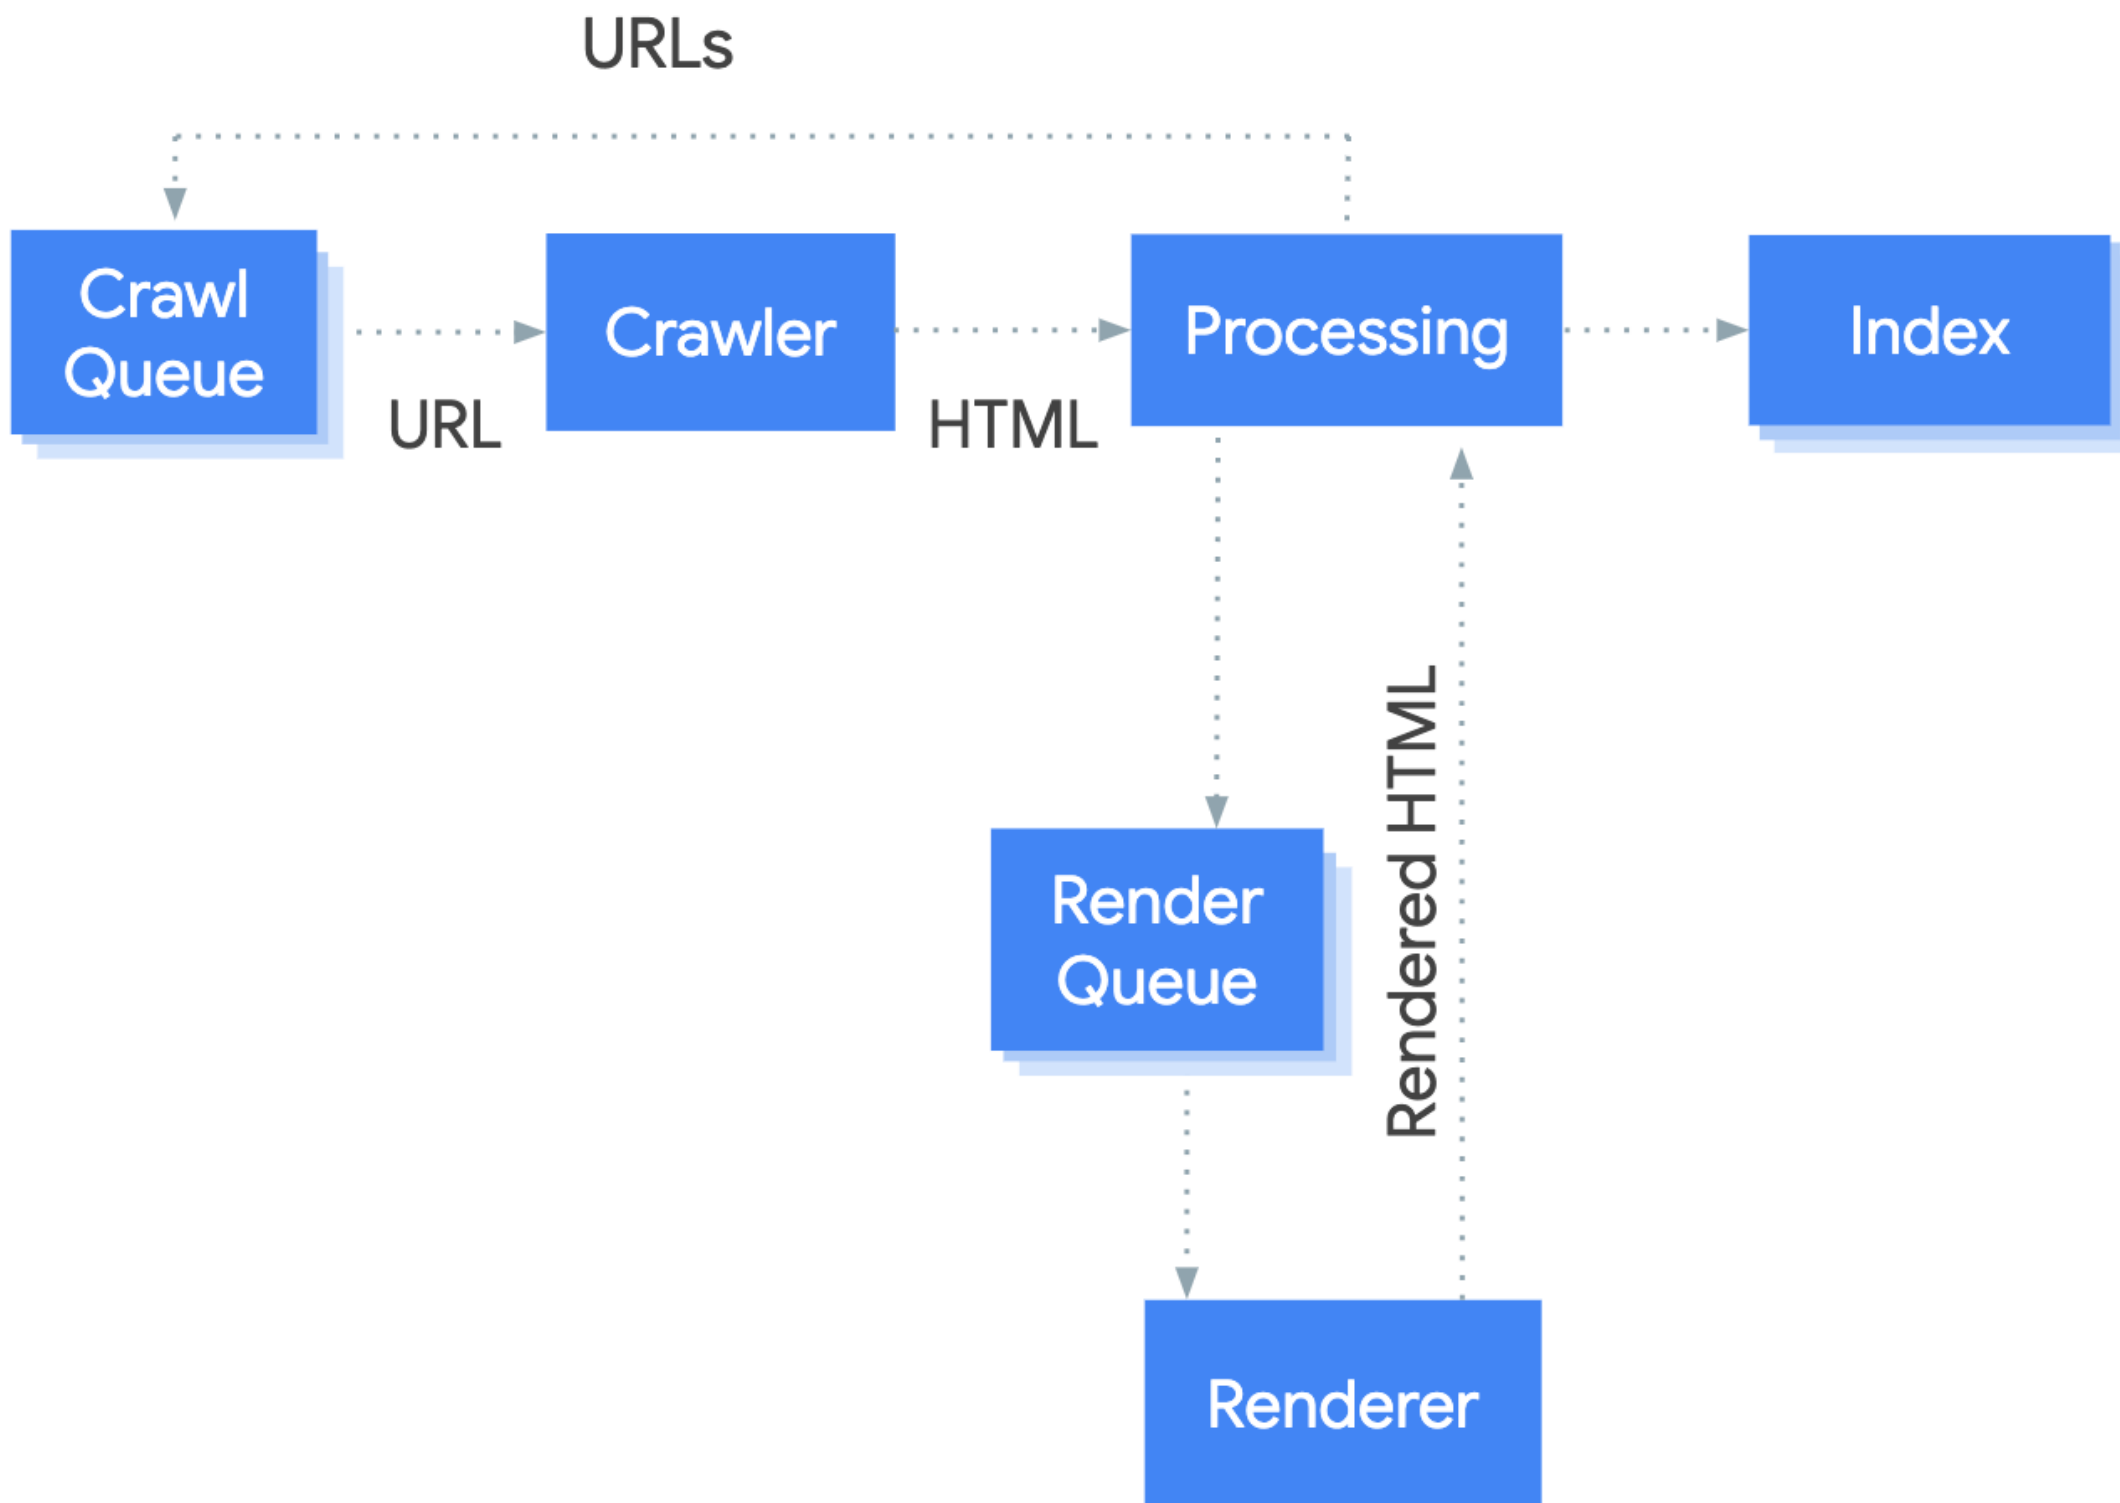 URLs
Crawl
Queue
URL
Crawler
HTML
Processing
Index
Render
Queue
Rendered HTML
Renderer